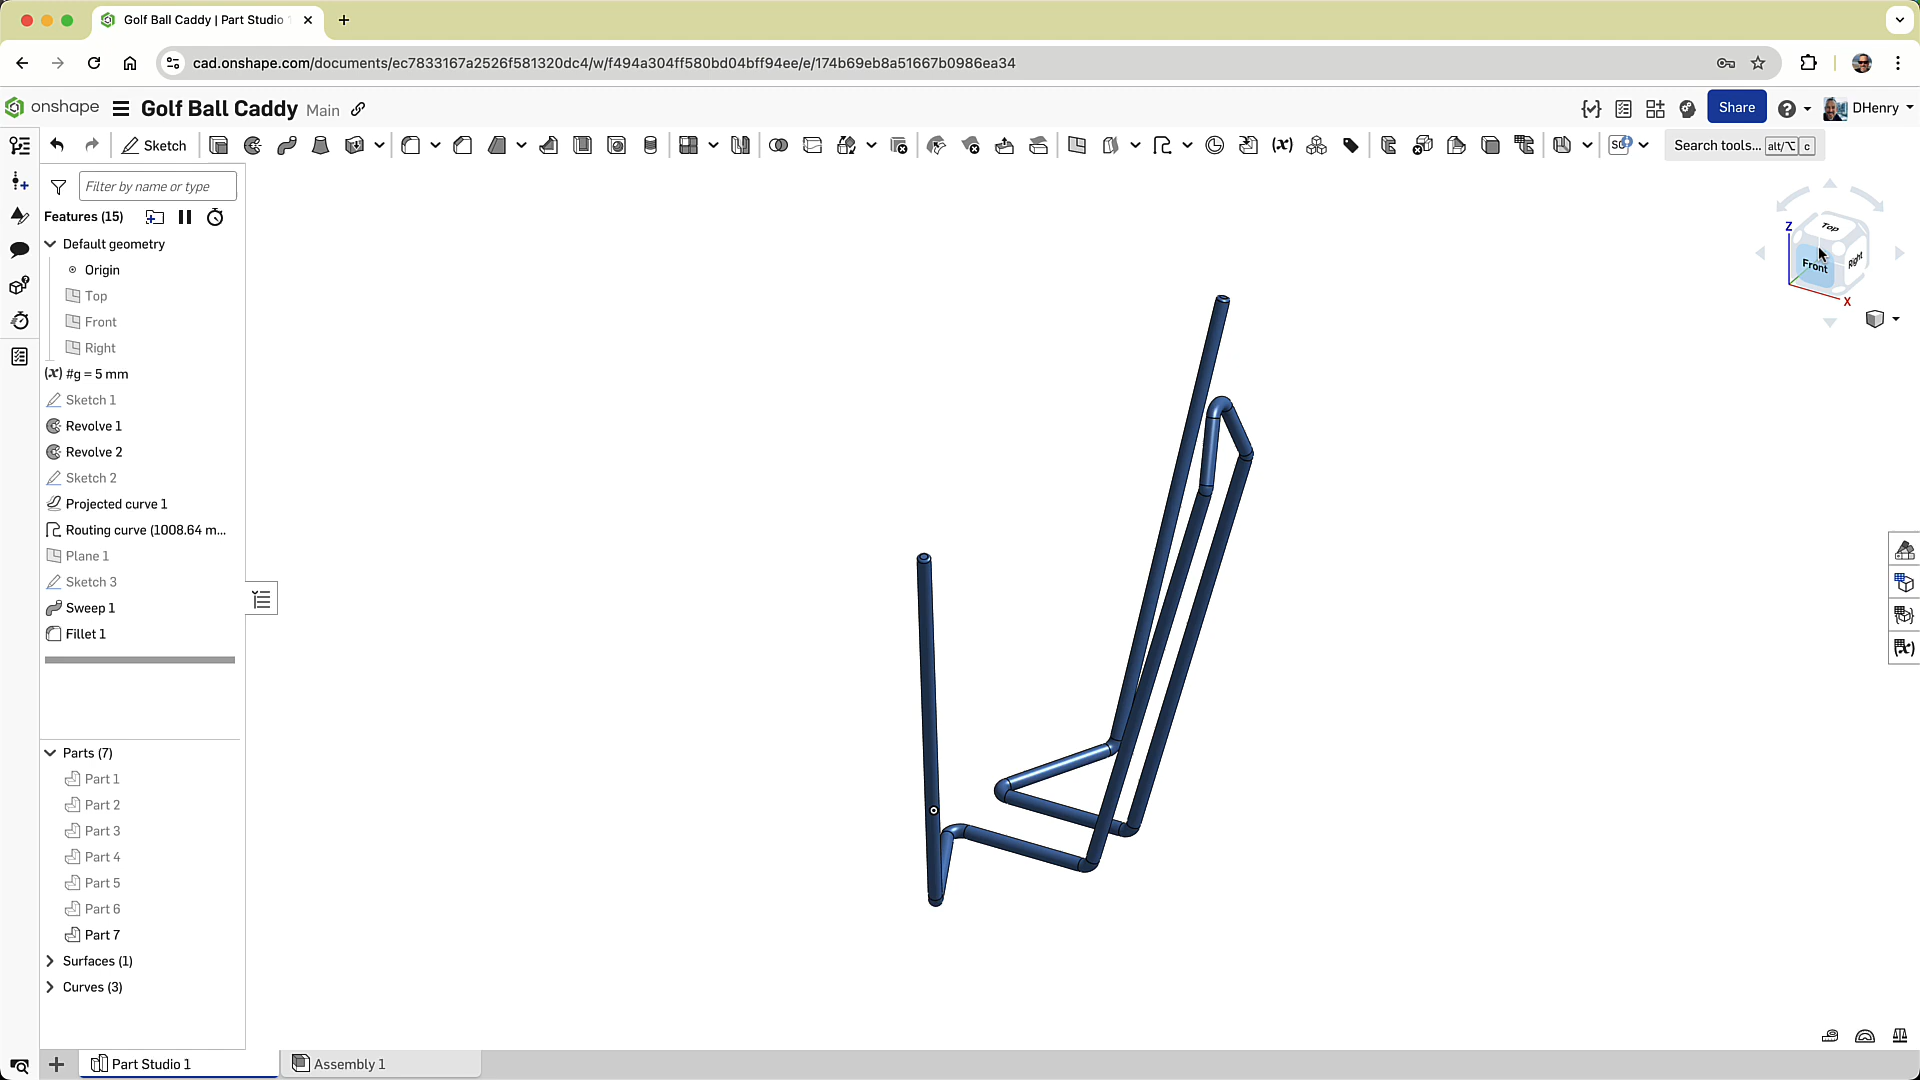 Golf Ball Caddy | Part Studio
cad.onshape.com/documents/ec7833167a2526f581320dc4/w/f494a304ff580bd04bff94ee/e/174b69eb8a51667b0986ea34
onshape
Golf Ball Caddy Main
Share
DHenry
Sketch
Search tools... alt/⌥ c
Filter by name or type
Features (15)
Default geometry
Origin
Top
Front
Right
(x) #g = 5 mm
Sketch 1
Revolve 1
Revolve 2
Sketch 2
Projected curve 1
Routing curve (1008.64 m...
Plane 1
Sketch 3
Sweep 1
Fillet 1
Parts (7)
Part 1
Part 2
Part 3
Part 4
Part 5
Part 6
Part 7
Surfaces (1)
Curves (3)
Z
Top
Front
Right
X
Part Studio 1
Assembly 1